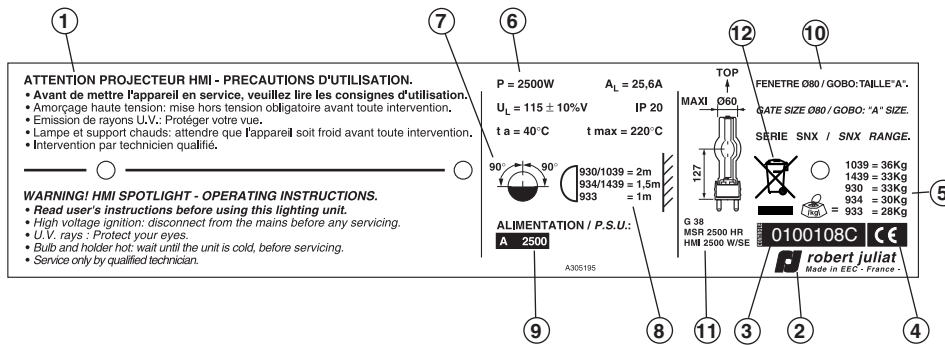 1
7
6
12
10
ATTENTION PROJECTEUR HMI - PRECAUTIONS D'UTILISATION.
• Avant de mettre l'appareil en service, veuillez lire les consignes d'utilisation.
• Amorçage haute tension: mise hors tension obligatoire avant toute intervention.
• Emission de rayons U.V.: Protéger votre vue.
• Lampe et support chauds: attendre que l'appareil soit froid avant toute intervention.
• Intervention par technicien qualifié.
WARNING! HMI SPOTLIGHT - OPERATING INSTRUCTIONS.
• Read user's instructions before using this lighting unit.
• High voltage ignition: disconnect from the mains before any servicing.
• U.V. rays : Protect your eyes.
• Bulb and holder hot: wait until the unit is cold, before servicing.
• Service only by qualified technician.
P = 2500W
AL = 25,6A
UL = 115 ± 10%V
IP 20
t a = 40°C
t max = 220°C
90°
90°
930/1039 = 2m
934/1439 = 1,5m
933 = 1m
ALIMENTATION / P.S.U.:
A 2500
A305195
TOP
MAXI Ø60
127
G 38
MSR 2500 HR
HMI 2500 W/SE
FENETRE Ø80 / GOBO: TAILLE"A".
GATE SIZE Ø80 / GOBO: "A" SIZE.
SERIE SNX / SNX RANGE.
1039 = 36Kg
1439 = 33Kg
930 = 33Kg
934 = 30Kg
933 = 28Kg
(kg)
=
0100108C
CE
robert juliat
Made in EEC - France -
5
9
8
11
3
2
4